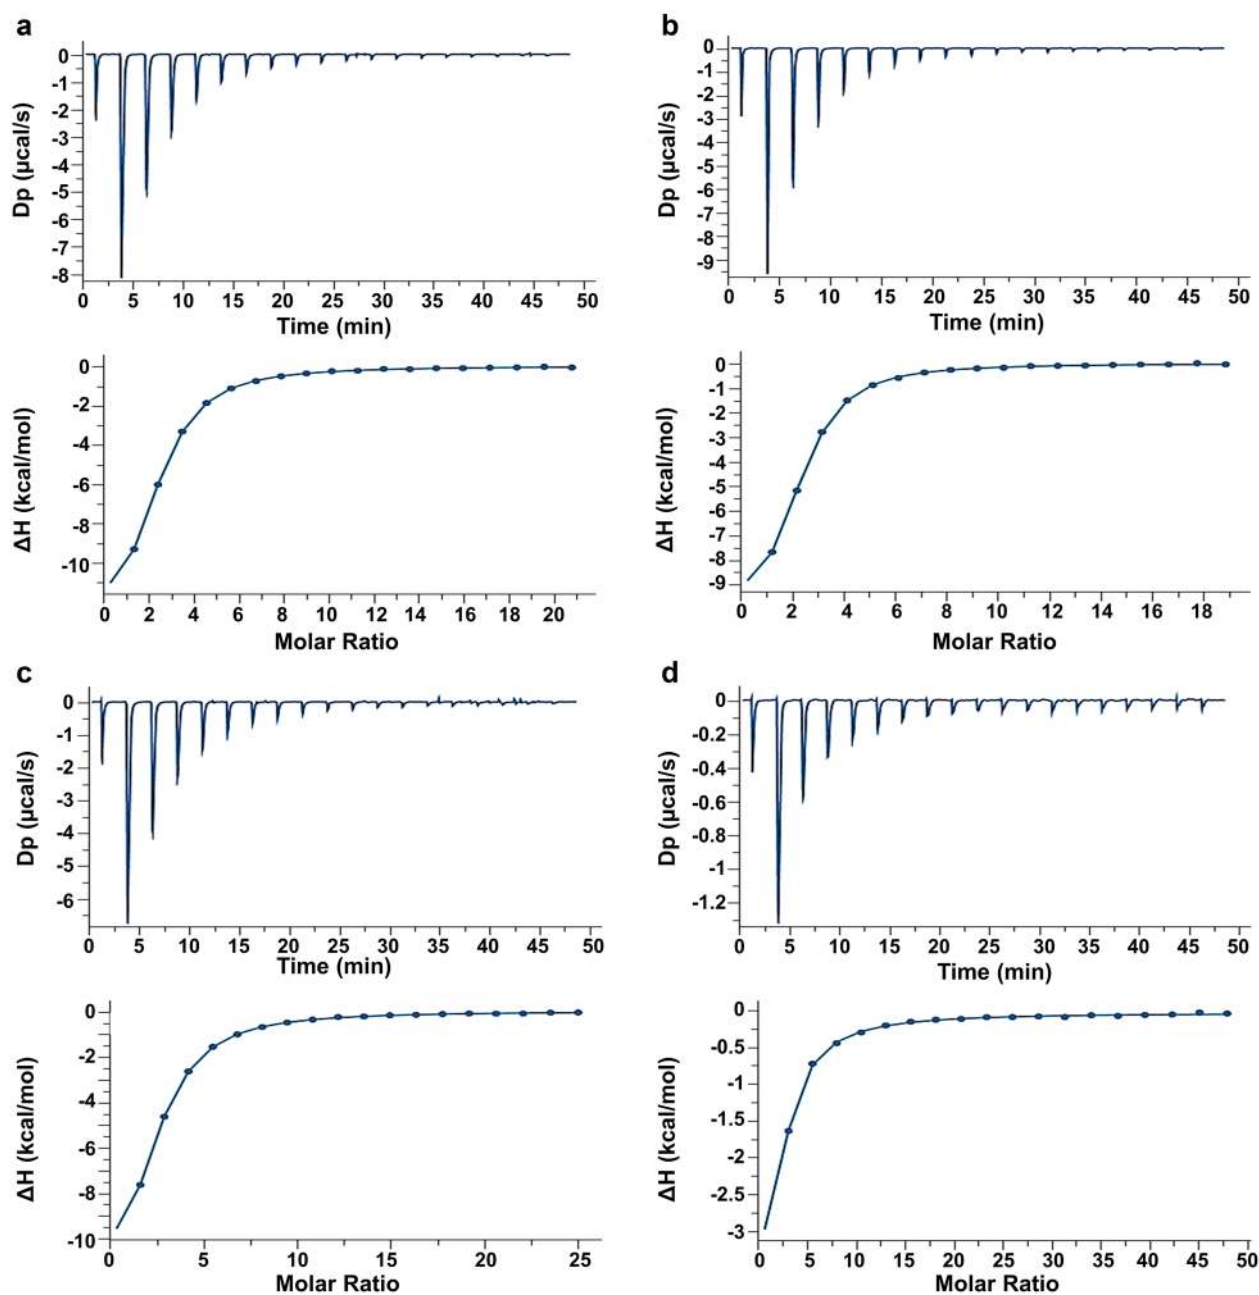 a
0
-1
-2
-3
-4
-5
-6
-7
-8
Dp (µcal/s)
0 5 10 15 20 25 30 35 40 45 50
Time (min)
0
-2
-4
-6
-8
-10
ΔH (kcal/mol)
0 2 4 6 8 10 12 14 16 18 20
Molar Ratio
b
0
-1
-2
-3
-4
-5
-6
-7
-8
-9
Dp (µcal/s)
0 5 10 15 20 25 30 35 40 45 50
Time (min)
0
-1
-2
-3
-4
-5
-6
-7
-8
-9
ΔH (kcal/mol)
0 2 4 6 8 10 12 14 16 18
Molar Ratio
c
0
-1
-2
-3
-4
-5
-6
Dp (µcal/s)
0 5 10 15 20 25 30 35 40 45 50
Time (min)
0
-2
-4
-6
-8
-10
ΔH (kcal/mol)
0 5 10 15 20 25
Molar Ratio
d
0
-0.2
-0.4
-0.6
-0.8
-1
-1.2
Dp (µcal/s)
0 5 10 15 20 25 30 35 40 45 50
Time (min)
0
-0.5
-1
-1.5
-2
-2.5
-3
ΔH (kcal/mol)
0 5 10 15 20 25 30 35 40 45 50
Molar Ratio